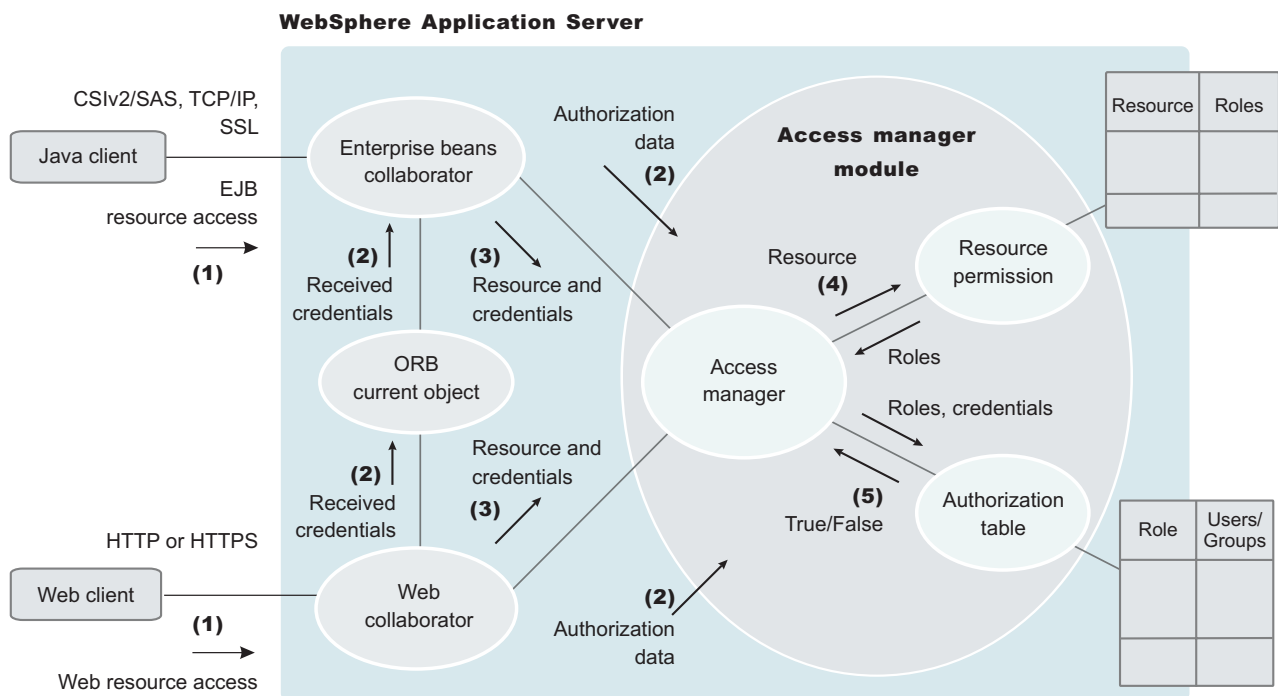 WebSphere Application Server
CSIv2/SAS, TCP/IP,
SSL
Java client
EJB
resource access
(1)
Enterprise beans
collaborator
(2)
Received
credentials
(3)
Resource and
credentials
Authorization
data
(2)
Access manager
module
Resource
Roles
Resource
(4)
Resource
permission
Roles
ORB
current object
Access
manager
Roles, credentials
(2)
Received
credentials
Resource and
credentials
(3)
(5)
True/False
Authorization
table
Role
Users/
Groups
HTTP or HTTPS
Web client
(1)
Web resource access
Web
collaborator
(2)
Authorization
data